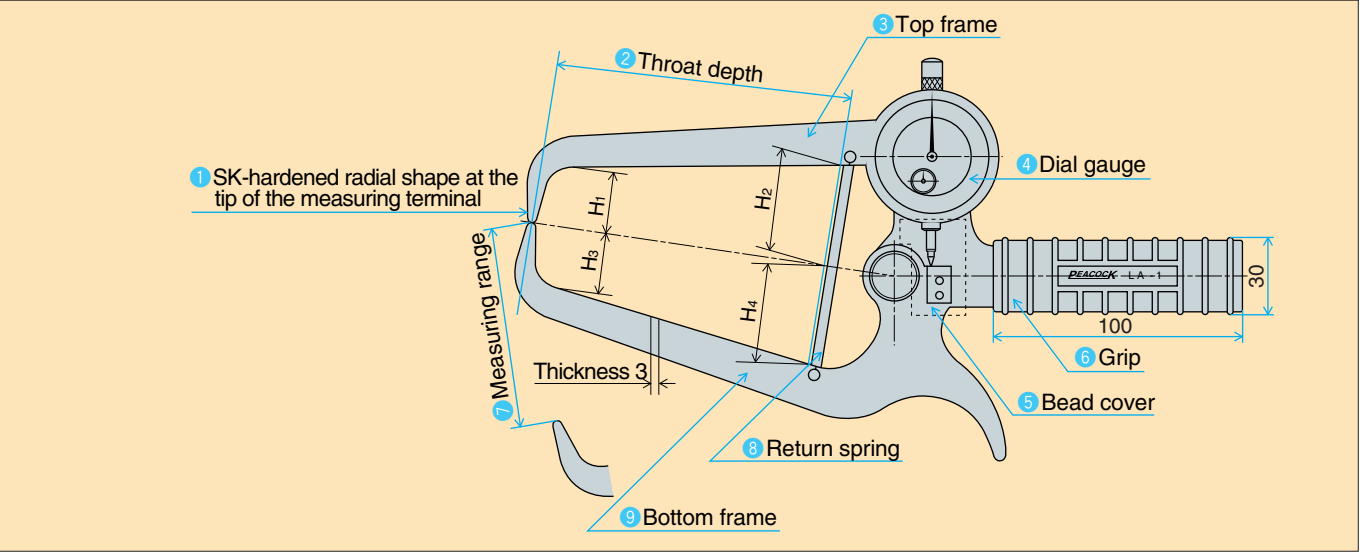 3 Top frame
2 Throat depth
4 Dial gauge
1 SK-hardened radial shape at the
tip of the measuring terminal
H1
H2
H3
H4
7 Measuring range
PEACOCK LA-1
30
100
Thickness 3
6 Grip
5 Bead cover
8 Return spring
9 Bottom frame